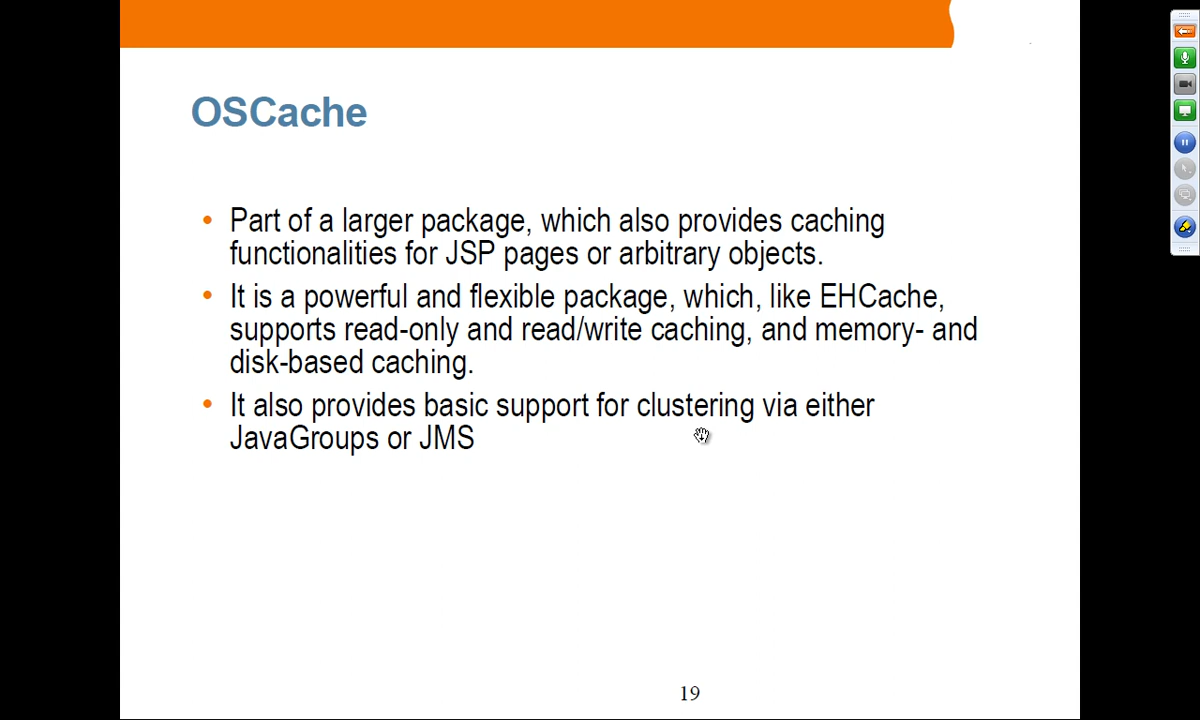 OSCache
• Part of a larger package, which also provides caching
functionalities for JSP pages or arbitrary objects.
• It is a powerful and flexible package, which, like EHCache,
supports read-only and read/write caching, and memory- and
disk-based caching.
• It also provides basic support for clustering via either
JavaGroups or JMS
19